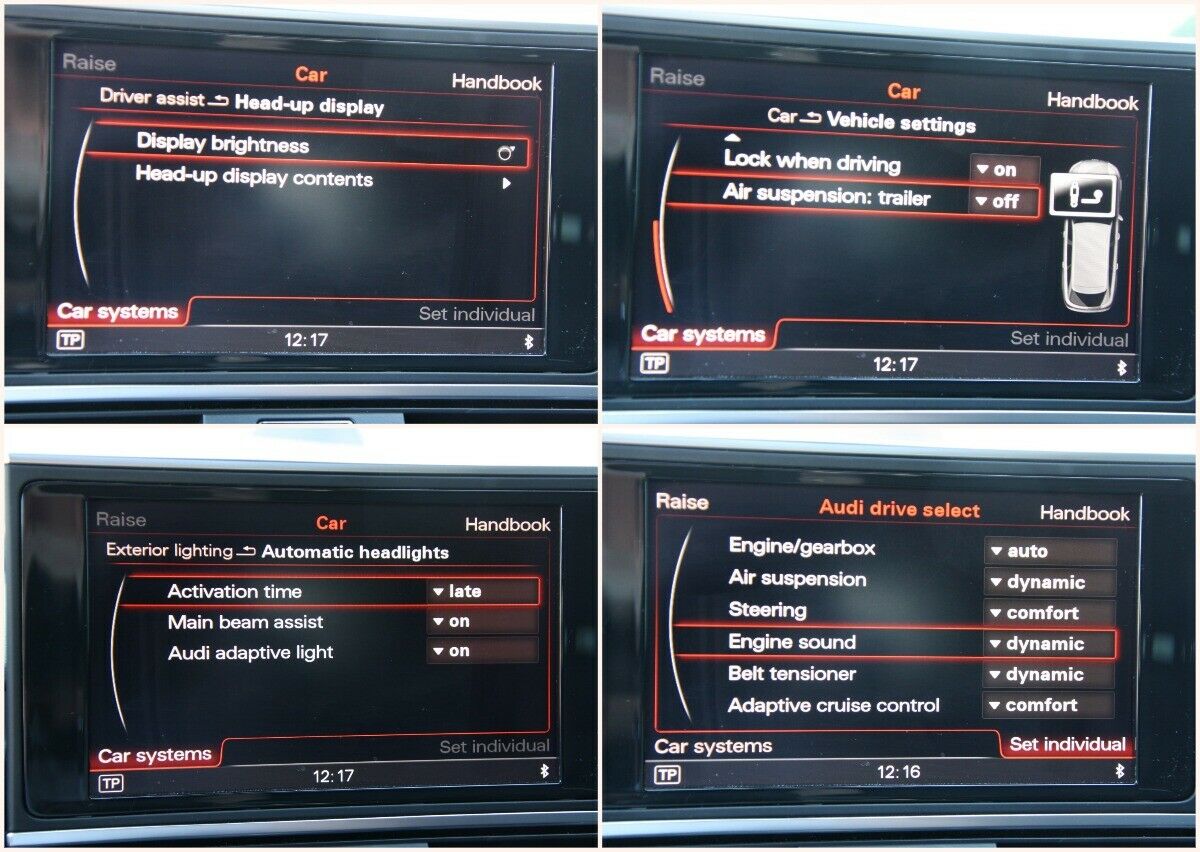 Raise Car Handbook
Driver assist Head-up display
Display brightness
Head-up display contents
Car systems Set individual
TP 12:17
Raise Car Handbook
Car Vehicle settings
Lock when driving on
Air suspension: trailer off
Car systems Set individual
TP 12:17
Raise Car Handbook
Exterior lighting Automatic headlights
Activation time late
Main beam assist on
Audi adaptive light on
Car systems Set individual
TP 12:17
Raise Audi drive select Handbook
Engine/gearbox auto
Air suspension dynamic
Steering comfort
Engine sound dynamic
Belt tensioner dynamic
Adaptive cruise control comfort
Car systems Set individual
TP 12:16